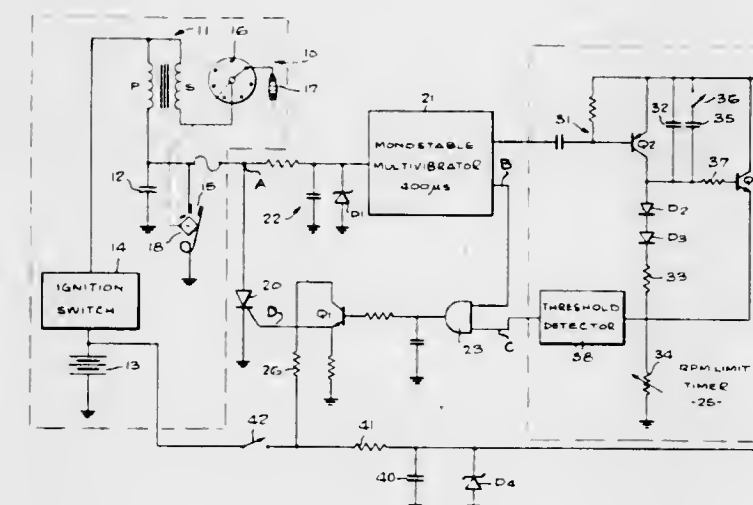 11
16
10
P
S
17
12
15
18
14
IGNITION
SWITCH
13
A
22
D1
21
MONOSTABLE
MULTIVIBRATOR
400μs
B
31
Q2
32
36
35
37
Q
D2
D3
33
20
D
Q1
26
23
C
THRESHOLD
DETECTOR
38
34
RPM LIMIT
TIMER
-25-
42
41
40
D4